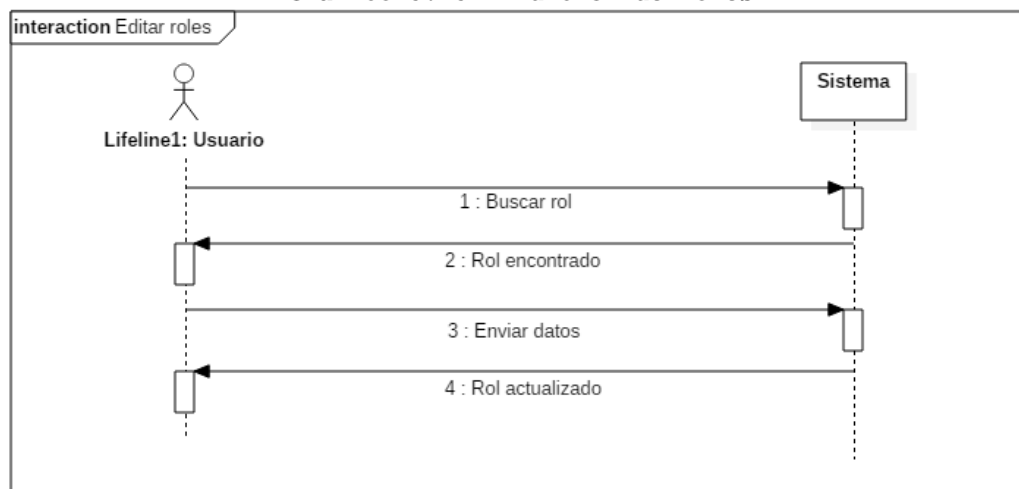 interaction Editar roles
Sistema
Lifeline1: Usuario
1 : Buscar rol
2 : Rol encontrado
3 : Enviar datos
4 : Rol actualizado